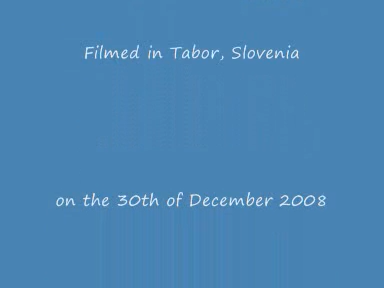 Filmed in Tabor, Slovenia
on the 30th of December 2008